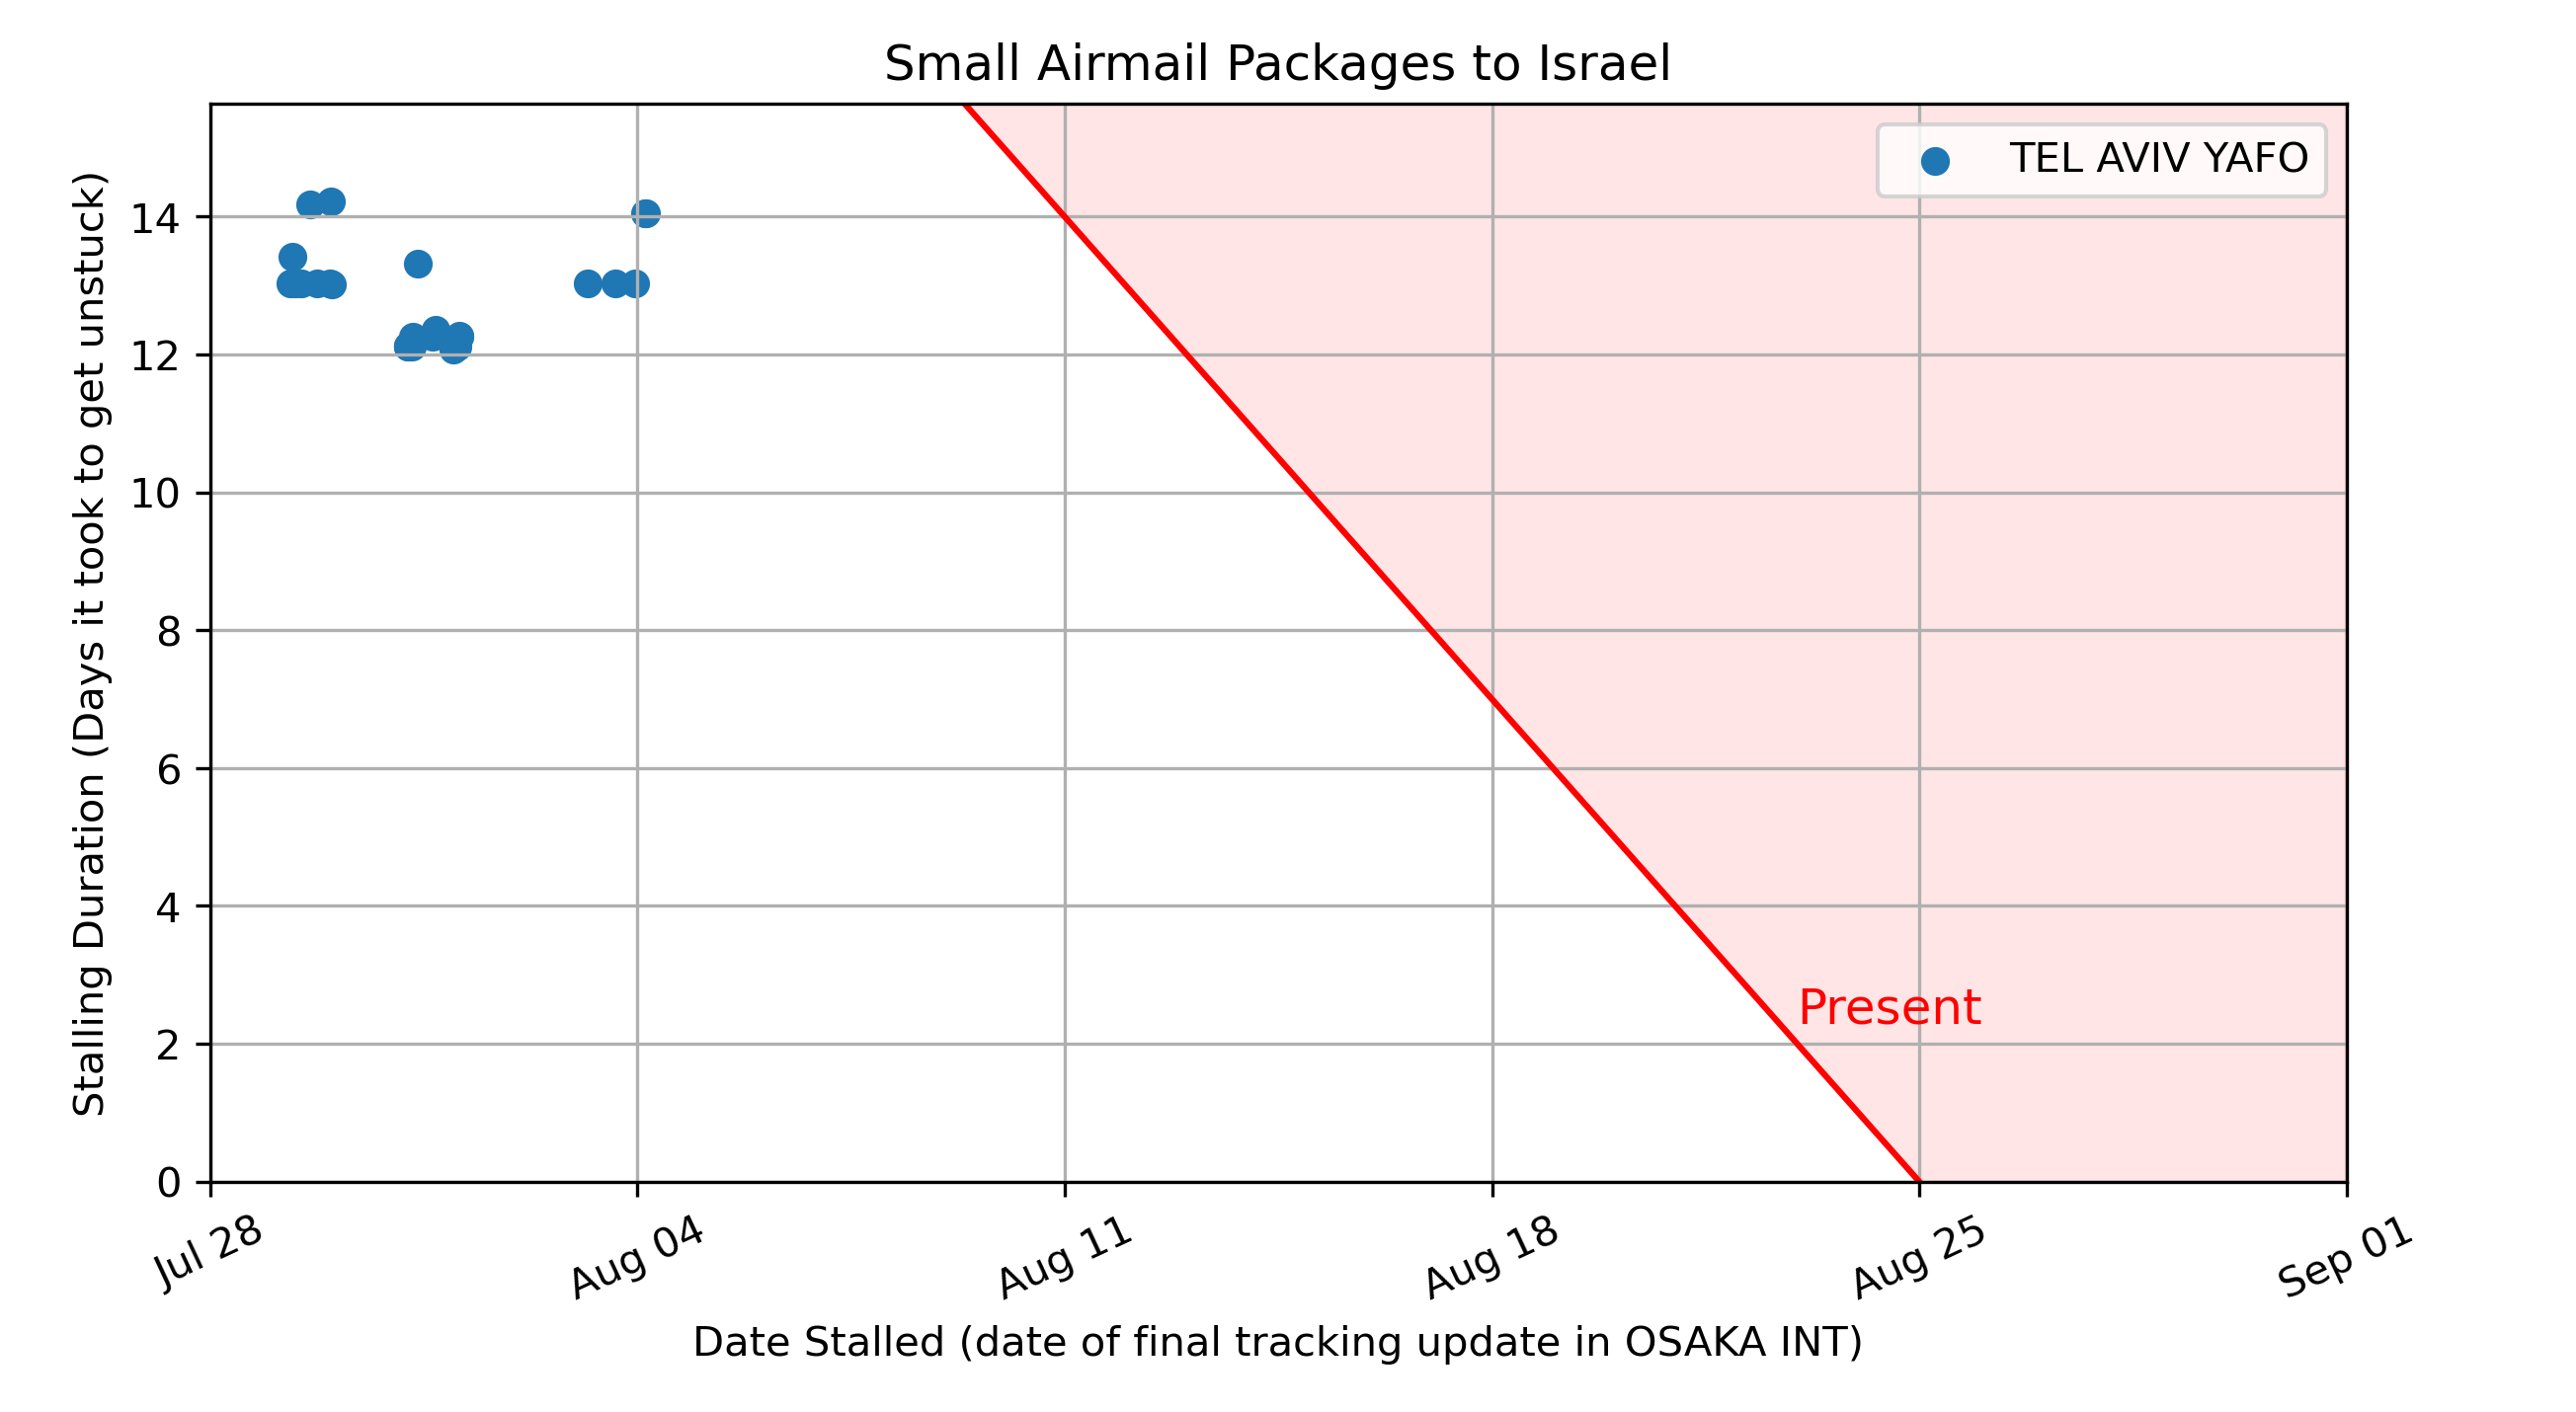 Small Airmail Packages to Israel
TEL AVIV YAFO
Stalling Duration (Days it took to get unstuck)
14
12
10
8
6
4
2
0
Present
Jul 28
Aug 04
Aug 11
Aug 18
Aug 25
Sep 01
Date Stalled (date of final tracking update in OSAKA INT)